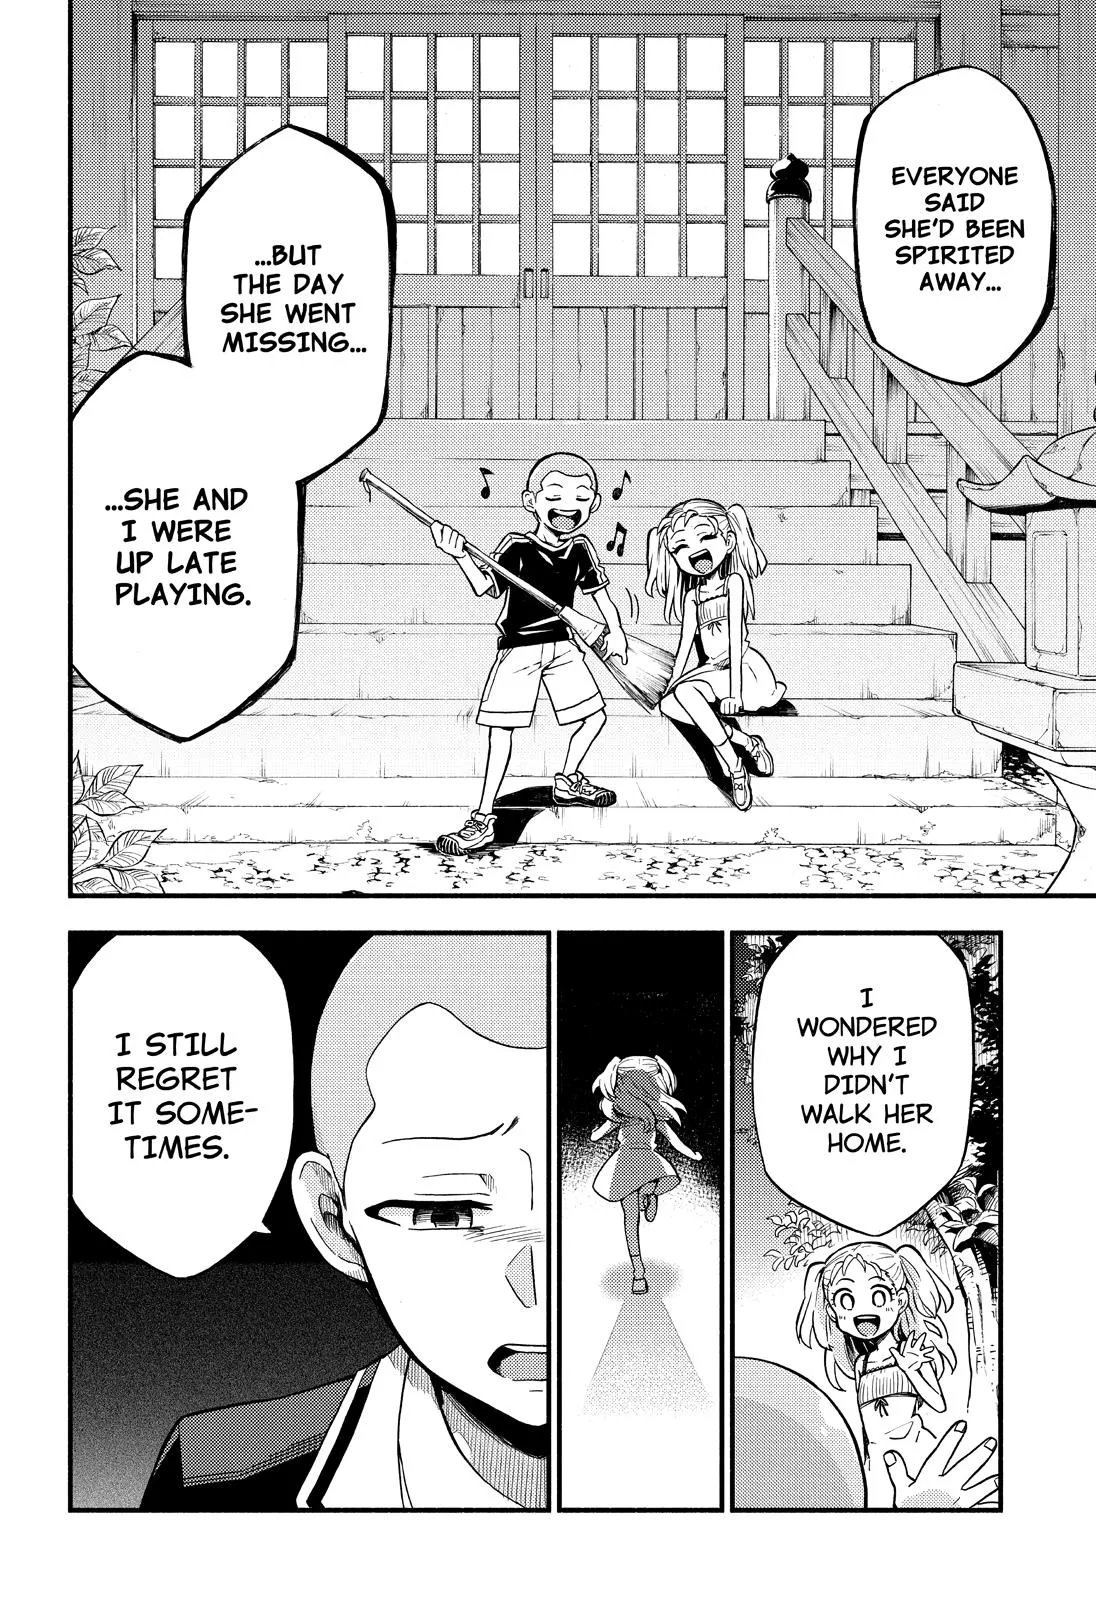 EVERYONE
SAID
SHE'D BEEN
SPIRITED
AWAY...
...BUT
THE DAY
SHE WENT
MISSING...
...SHE AND
I WERE
UP LATE
PLAYING.
I
WONDERED
WHY I
DIDN'T
WALK HER
HOME.
I STILL
REGRET
IT SOME-
TIMES.